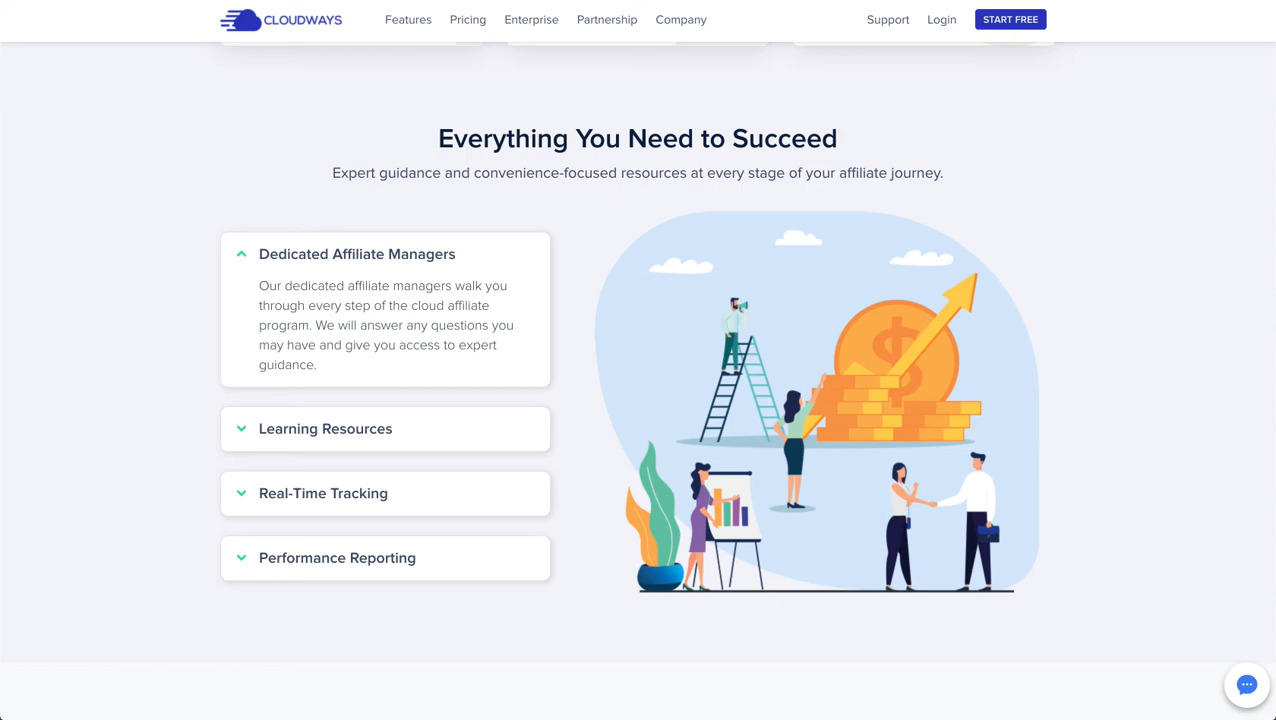 CLOUDWAYS
Features
Pricing
Enterprise
Partnership
Company
Support
Login
START FREE
Everything You Need to Succeed
Expert guidance and convenience-focused resources at every stage of your affiliate journey.
Dedicated Affiliate Managers
Our dedicated affiliate managers walk you
through every step of the cloud affiliate
program. We will answer any questions you
may have and give you access to expert
guidance.
Learning Resources
Real-Time Tracking
Performance Reporting